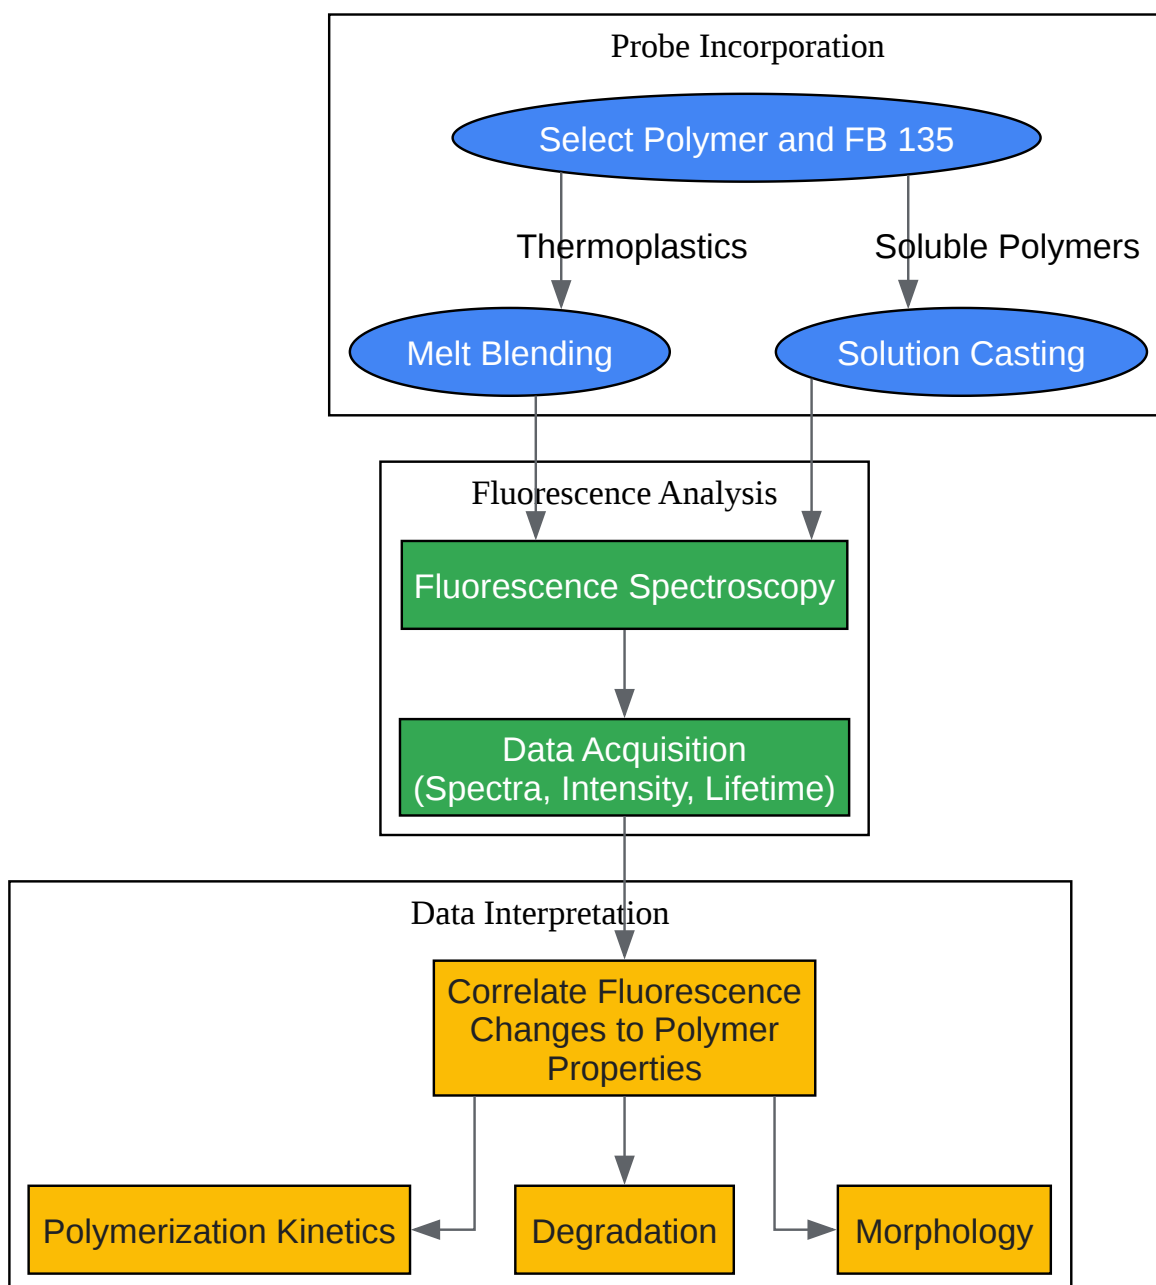 Probe Incorporation
Select Polymer and FB 135
Thermoplastics
Soluble Polymers
Melt Blending
Solution Casting
Fluorescence Analysis
Fluorescence Spectroscopy
Data Acquisition
(Spectra, Intensity, Lifetime)
Data Interpretation
Correlate Fluorescence
Changes to Polymer
Properties
Polymerization Kinetics
Degradation
Morphology